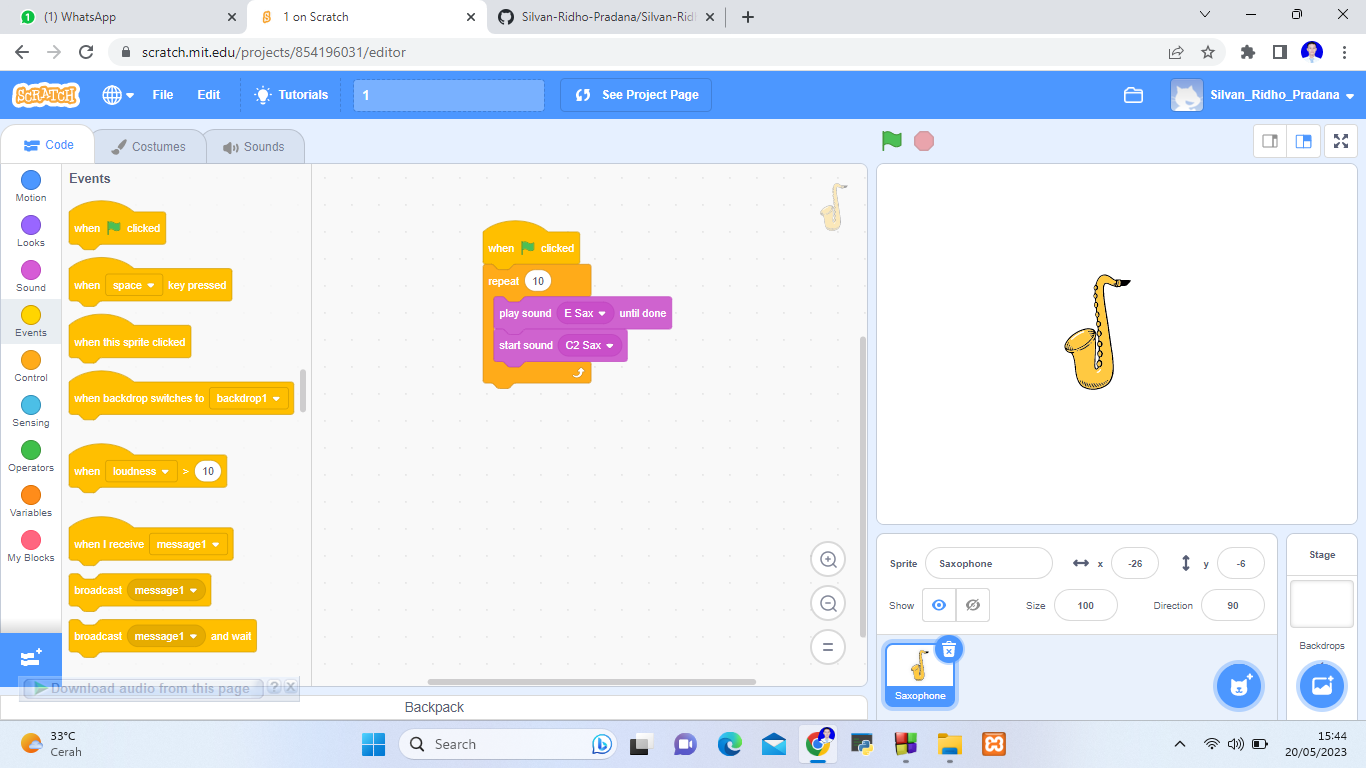 (1) WhatsApp
1 on Scratch
Silvan-Ridho-Pradana/Silvan-Rid
scratch.mit.edu/projects/854196031/editor
SCRATCH
File
Edit
Tutorials
1
See Project Page
Silvan_Ridho_Pradana
Code
Costumes
Sounds
Motion
Looks
Sound
Events
Control
Sensing
Operators
Variables
My Blocks
Events
when clicked
when space key pressed
when this sprite clicked
when backdrop switches to backdrop1
when loudness > 10
when I receive message1
broadcast message1
broadcast message1 and wait
when clicked
repeat 10
play sound E Sax until done
start sound C2 Sax
Sprite Saxophone x -26 y -6
Show Size 100 Direction 90
Saxophone
Stage
Backdrops
Download audio from this page ? X
Backpack
33°C
Cerah
Search
15:44
20/05/2023